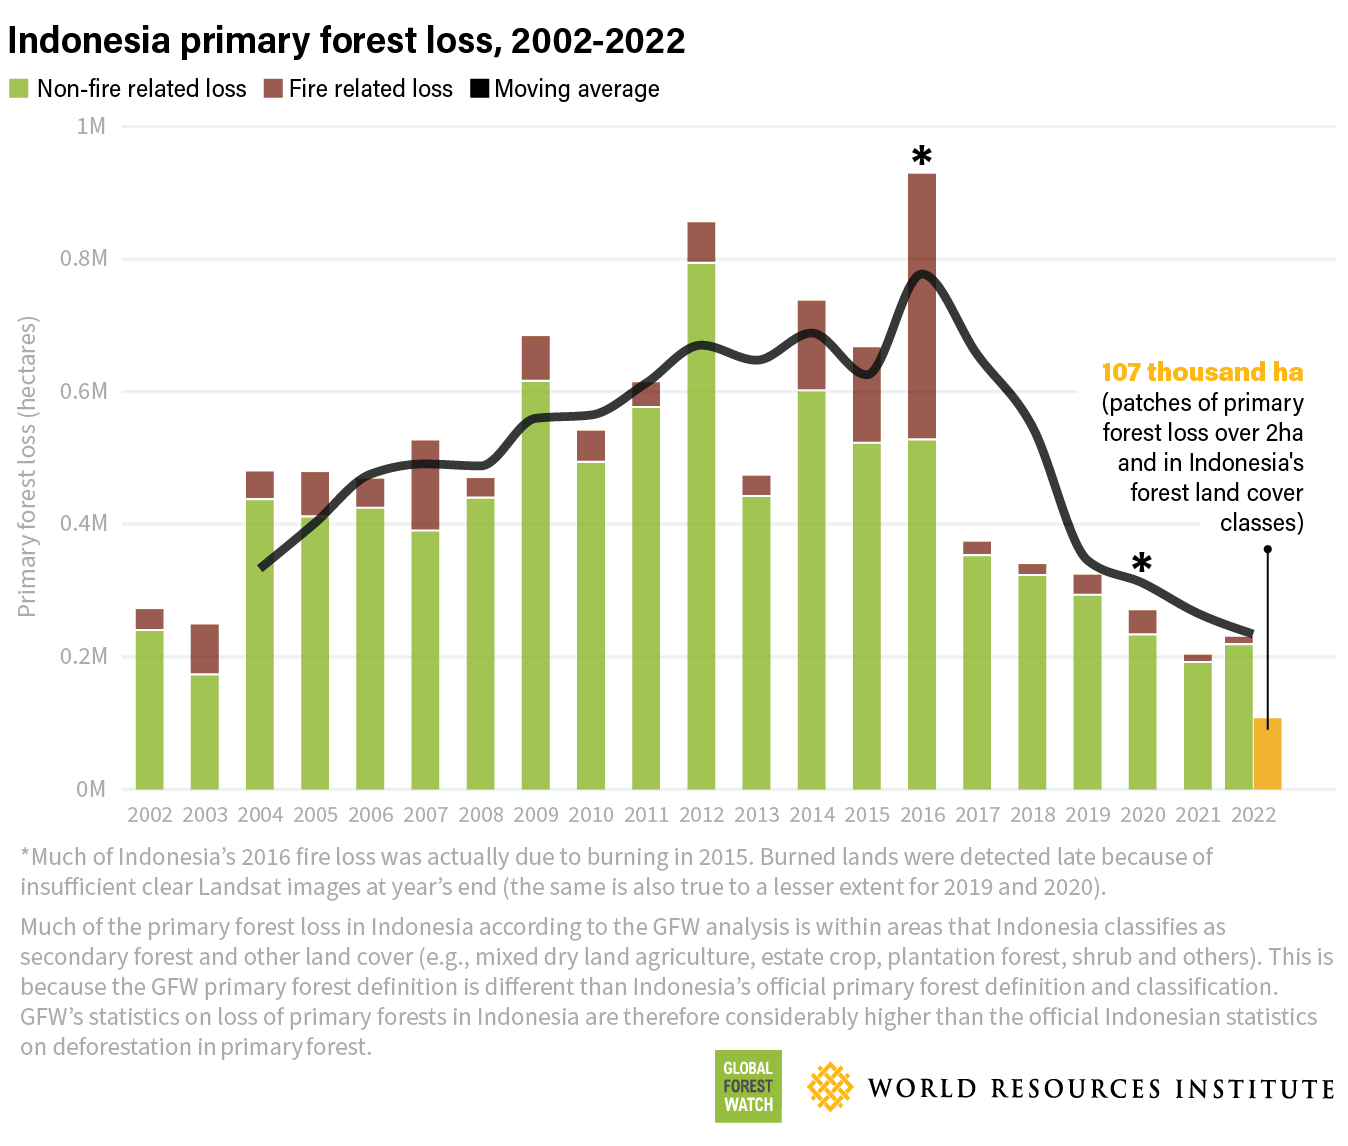 Indonesia primary forest loss, 2002-2022
Non-fire related loss Fire related loss Moving average
1M
0.8M
0.6M
0.4M
0.2M
0M
Primary forest loss (hectares)
*
*
107 thousand ha
(patches of primary
forest loss over 2ha
and in Indonesia's
forest land cover
classes)
2002 2003 2004 2005 2006 2007 2008 2009 2010 2011 2012 2013 2014 2015 2016 2017 2018 2019 2020 2021 2022
*Much of Indonesia’s 2016 fire loss was actually due to burning in 2015. Burned lands were detected late because of
insufficient clear Landsat images at year’s end (the same is also true to a lesser extent for 2019 and 2020).
Much of the primary forest loss in Indonesia according to the GFW analysis is within areas that Indonesia classifies as
secondary forest and other land cover (e.g., mixed dry land agriculture, estate crop, plantation forest, shrub and others). This is
because the GFW primary forest definition is different than Indonesia’s official primary forest definition and classification.
GFW’s statistics on loss of primary forests in Indonesia are therefore considerably higher than the official Indonesian statistics
on deforestation in primary forest.
GLOBAL
FOREST
WATCH
WORLD RESOURCES INSTITUTE